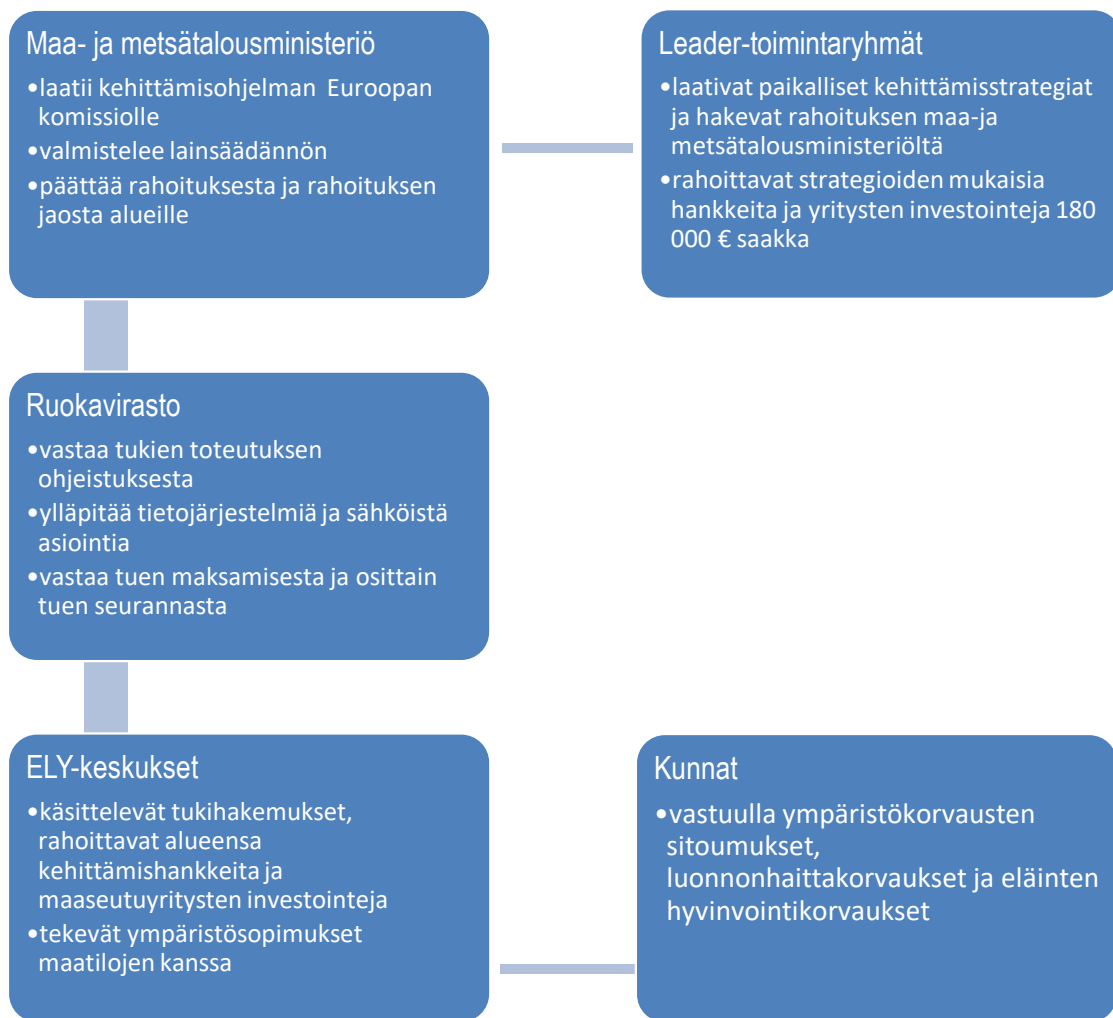 Maa- ja metsätalousministeriö
•laatii kehittämisohjelman Euroopan
komissiolle
•valmistelee lainsäädännön
•päättää rahoituksesta ja rahoituksen
jaosta alueille
Leader-toimintaryhmät
•laativat paikalliset kehittämisstrategiat
ja hakevat rahoituksen maa-ja
metsätalousministeriöltä
•rahoittavat strategioiden mukaisia
hankkeita ja yritysten investointeja 180
000 € saakka
Ruokavirasto
•vastaa tukien toteutuksen
ohjeistuksesta
•ylläpitää tietojärjestelmiä ja sähköistä
asiointia
•vastaa tuen maksamisesta ja osittain
tuen seurannasta
ELY-keskukset
•käsittelevät tukihakemukset,
rahoittavat alueensa
kehittämishankkeita ja
maaseutuyritysten investointeja
•tekevät ympäristösopimukset
maatilojen kanssa
Kunnat
•vastuulla ympäristökorvausten
sitoumukset,
luonnonhaittakorvaukset ja eläinten
hyvinvointikorvaukset